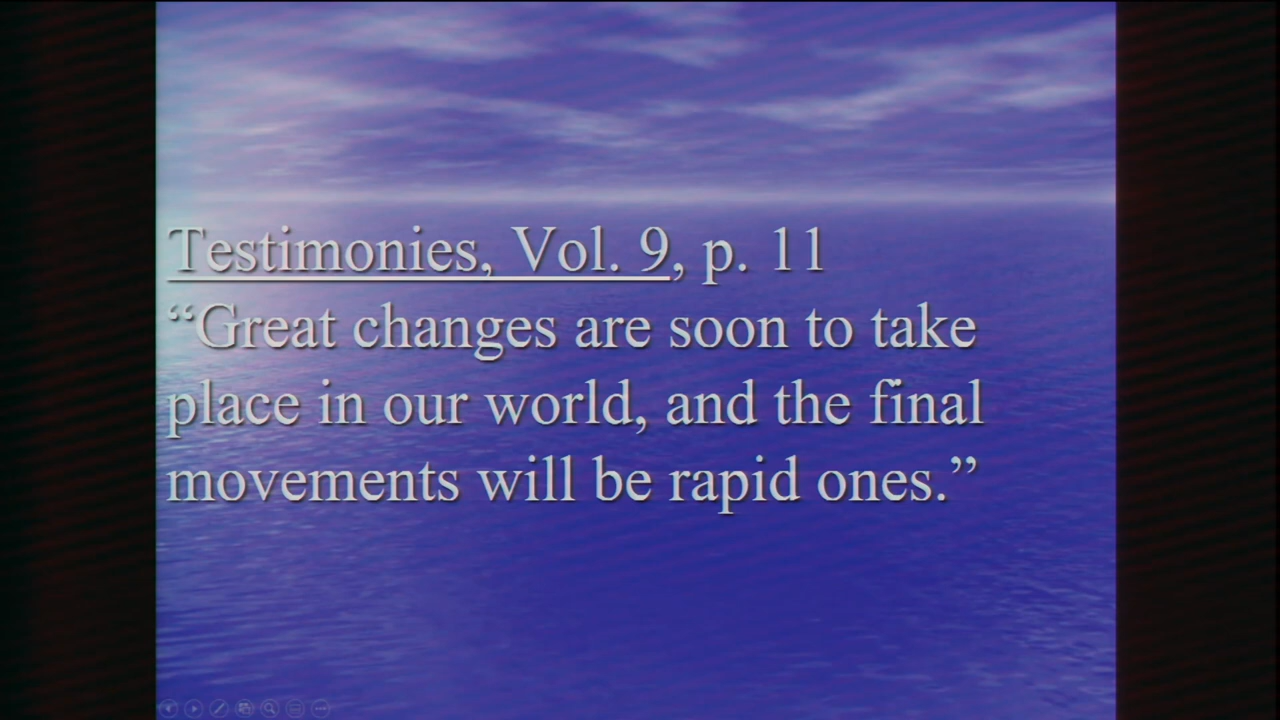 Testimonies, Vol. 9, p. 11
“Great changes are soon to take
place in our world, and the final
movements will be rapid ones.”